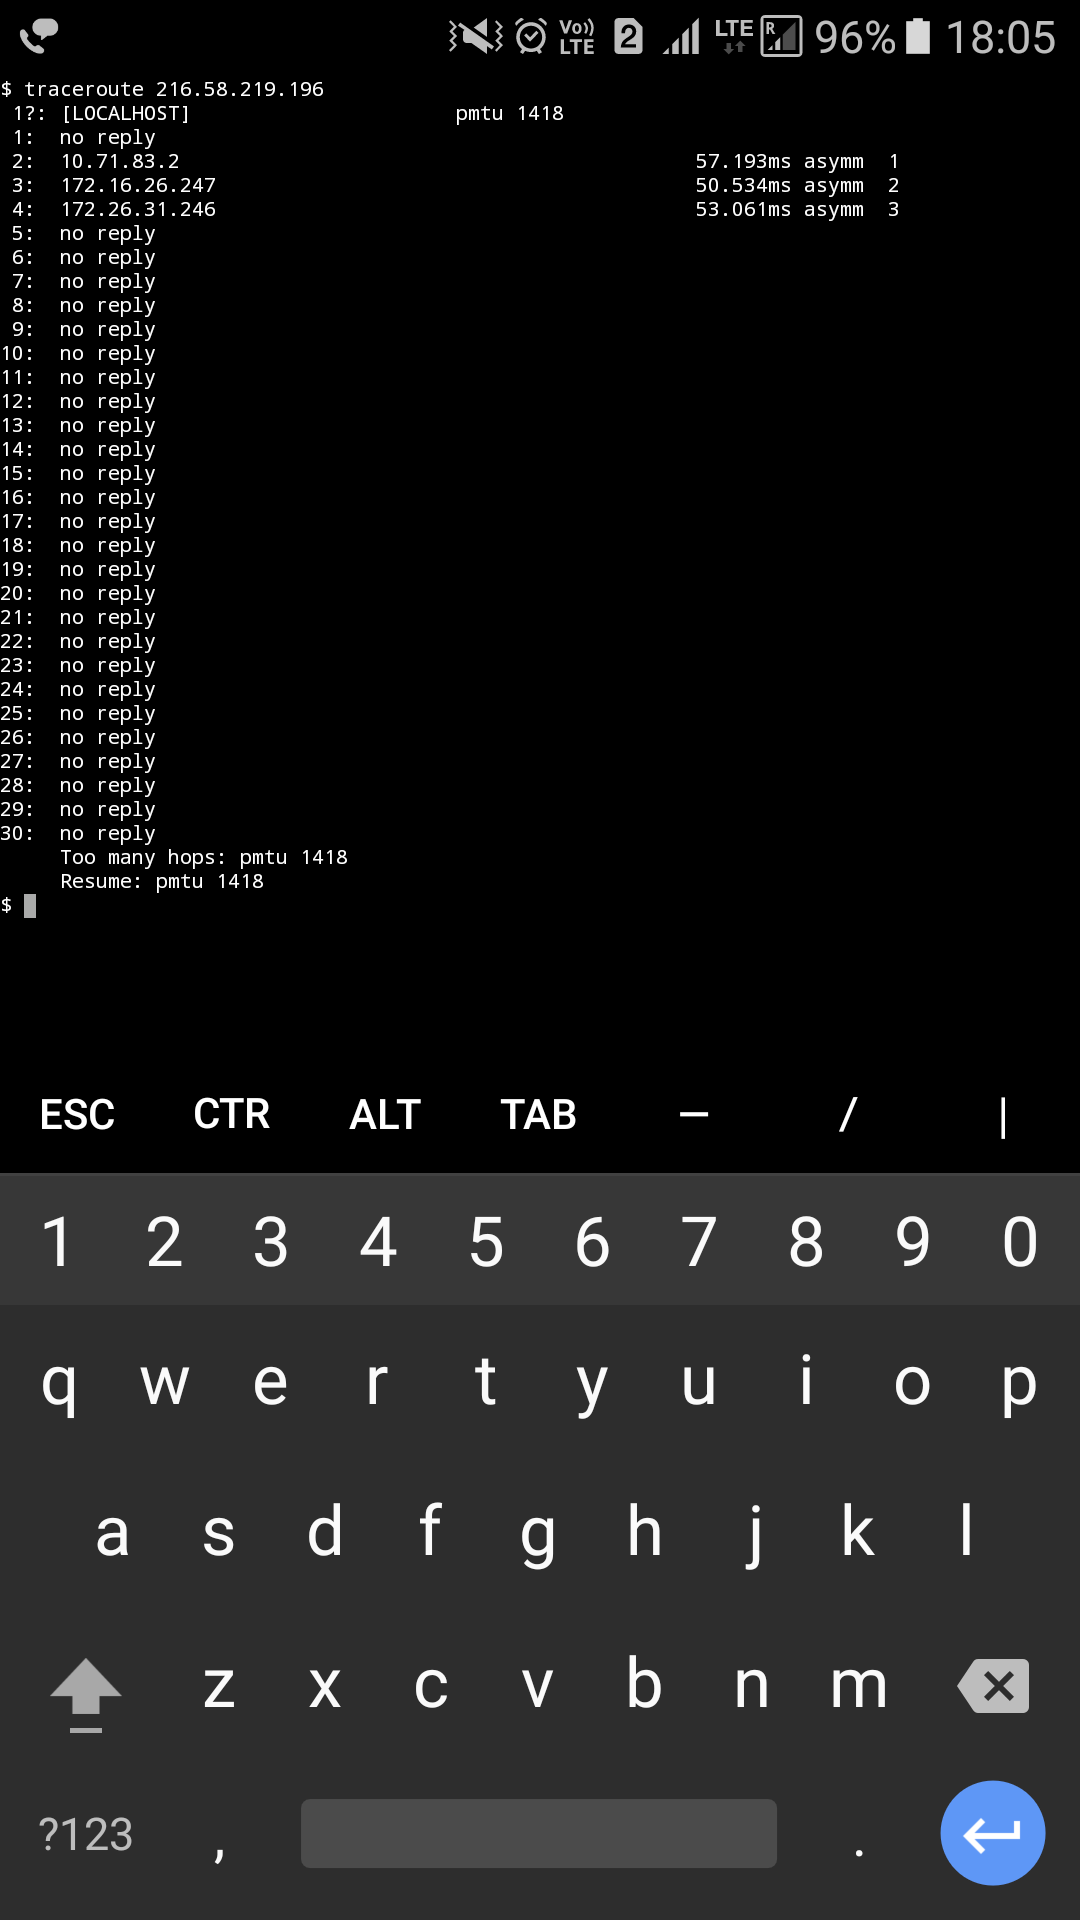 Vo)) LTE 2 LTE R 96% 18:05
$ traceroute 216.58.219.196
1?: [LOCALHOST] pmtu 1418
1: no reply
2: 10.71.83.2 57.193ms asymm 1
3: 172.16.26.247 50.534ms asymm 2
4: 172.26.31.246 53.061ms asymm 3
5: no reply
6: no reply
7: no reply
8: no reply
9: no reply
10: no reply
11: no reply
12: no reply
13: no reply
14: no reply
15: no reply
16: no reply
17: no reply
18: no reply
19: no reply
20: no reply
21: no reply
22: no reply
23: no reply
24: no reply
25: no reply
26: no reply
27: no reply
28: no reply
29: no reply
30: no reply
Too many hops: pmtu 1418
Resume: pmtu 1418
$
ESC CTR ALT TAB — / |
1 2 3 4 5 6 7 8 9 0
q w e r t y u i o p
a s d f g h j k l
z x c v b n m
?123 , .